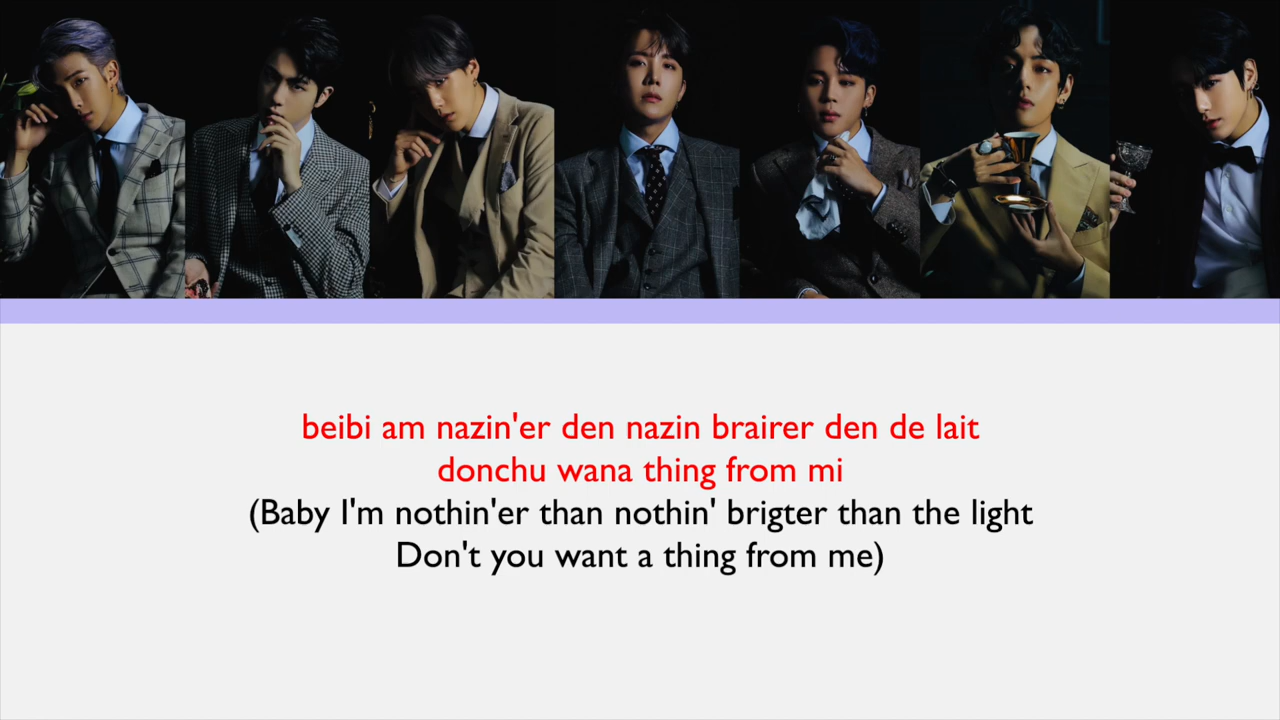 beibi am nazin'er den nazin brairer den de lait
donchu wana thing from mi
(Baby I'm nothin'er than nothin' brigter than the light
Don't you want a thing from me)